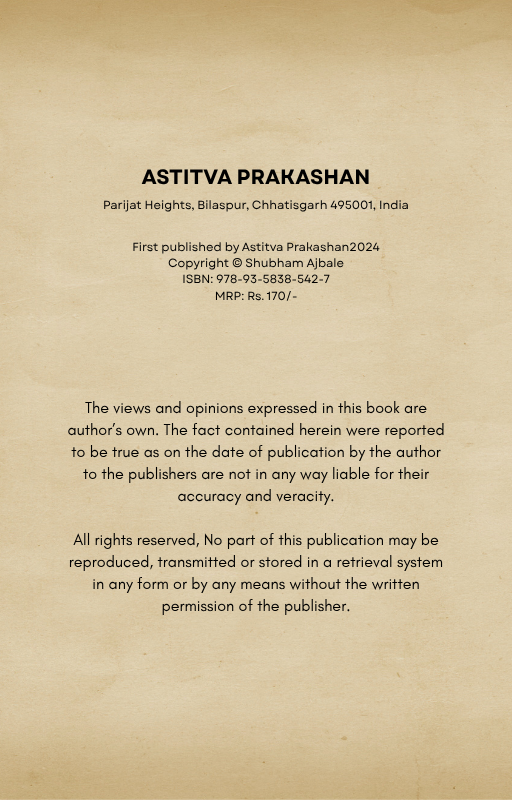 ASTITVA PRAKASHAN
Parijat Heights, Bilaspur, Chhatisgarh 495001, India
First published by Astitva Prakashan2024
Copyright © Shubham Ajbale
ISBN: 978-93-5838-542-7
MRP: Rs. 170/-
The views and opinions expressed in this book are
author's own. The fact contained herein were reported
to be true as on the date of publication by the author
to the publishers are not in any way liable for their
accuracy and veracity.
All rights reserved, No part of this publication may be
reproduced, transmitted or stored in a retrieval system
in any form or by any means without the written
permission of the publisher.